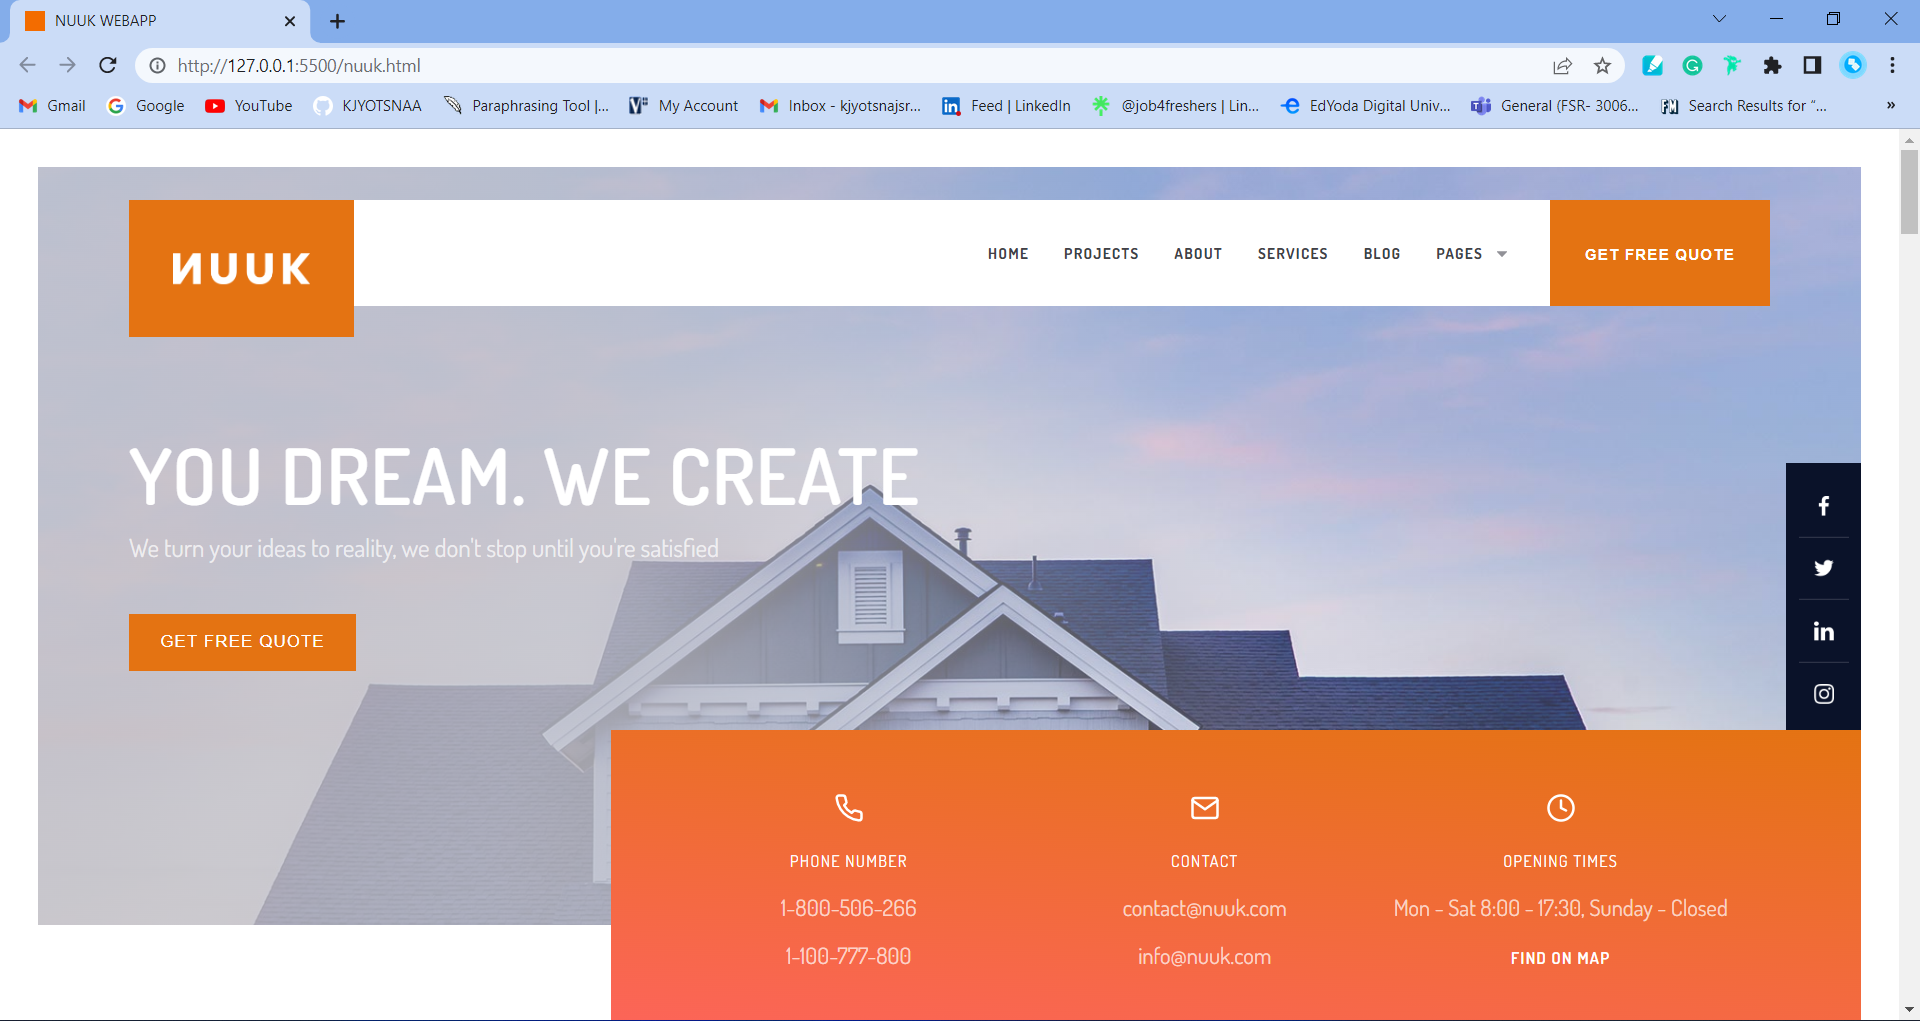 NUUK WEBAPP
http://127.0.0.1:5500/nuuk.html
Gmail Google YouTube KJYOTSNAA Paraphrasing Tool |... My Account Inbox - kjyotsnajsr... Feed | LinkedIn @job4freshers | Lin... EdYoda Digital Univ... General (FSR- 3006... Search Results for “... »
NUUK
HOME PROJECTS ABOUT SERVICES BLOG PAGES
GET FREE QUOTE
YOU DREAM. WE CREATE
We turn your ideas to reality, we don't stop until you're satisfied
GET FREE QUOTE
PHONE NUMBER
1-800-506-266
1-100-777-800
CONTACT
contact@nuuk.com
info@nuuk.com
OPENING TIMES
Mon - Sat 8:00 - 17:30, Sunday - Closed
FIND ON MAP